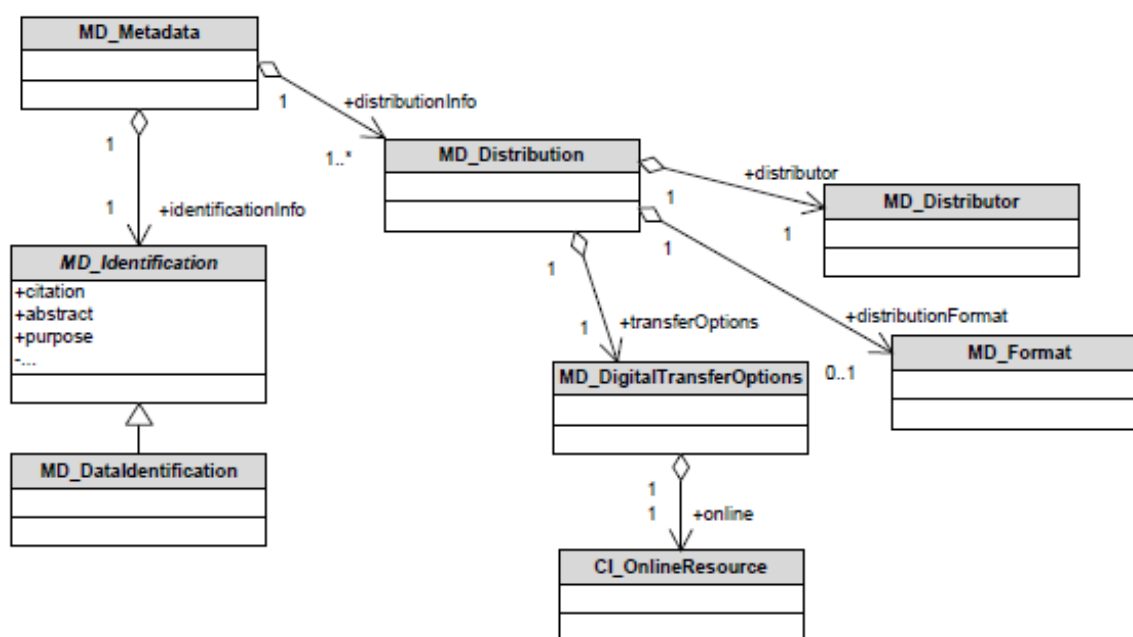 MD_Metadata
1
+distributionInfo
1..*
MD_Distribution
1
1
+identificationInfo
MD_Identification
+citation
+abstract
+purpose
-...
MD_DataIdentification
+distributor
1
1
MD_Distributor
1
+distributionFormat
0..1
MD_Format
1
1
+transferOptions
MD_DigitalTransferOptions
1
1
+online
CI_OnlineResource